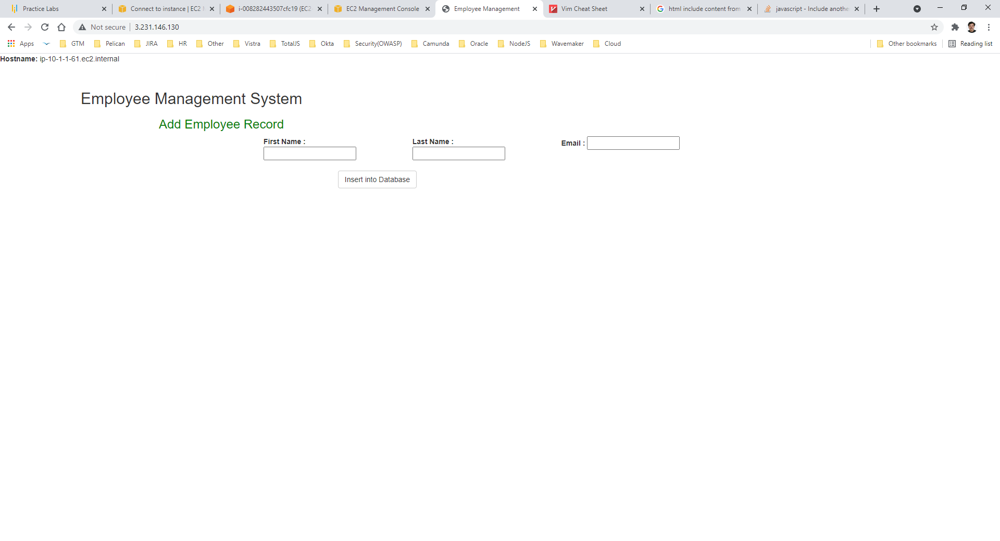 Practice Labs
Connect to instance | EC2
i-008282443507cfc19 (EC2
EC2 Management Console
Employee Management
Vim Cheat Sheet
html include content from
javascript - Include anothe
Not secure | 3.231.146.130
Apps GTM Pelican JIRA HR Other Vistra TotalJS Okta Security(OWASP) Camunda Oracle NodeJS Wavemaker Cloud Other bookmarks Reading list
Hostname: ip-10-1-1-61.ec2.internal
Employee Management System
Add Employee Record
First Name : Last Name : Email :
Insert into Database